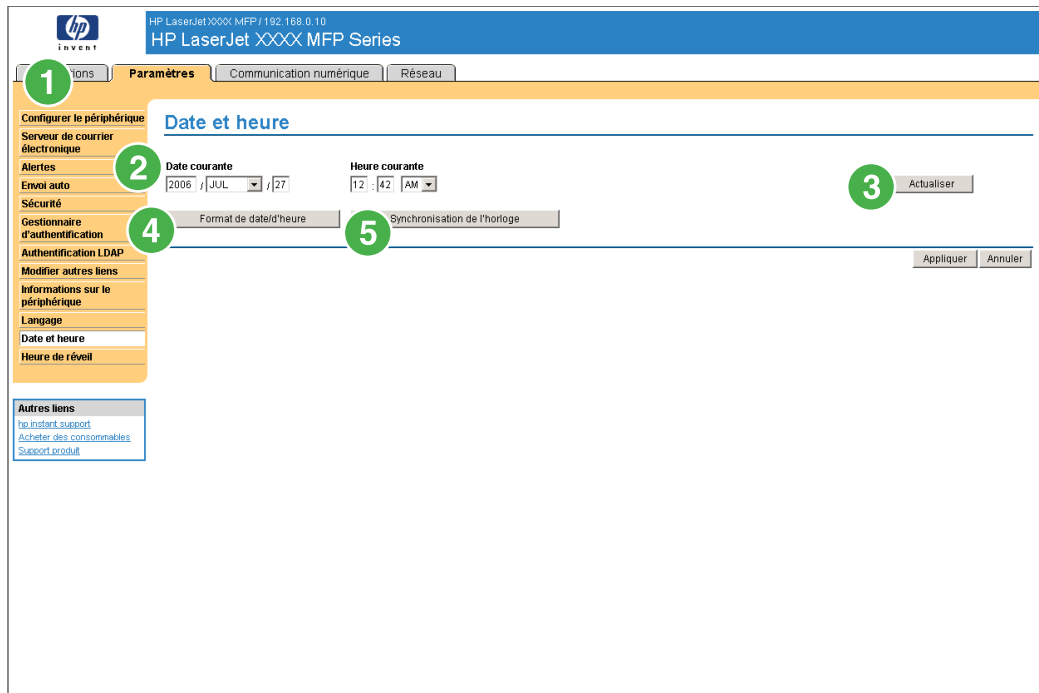 hp
invent
HP LaserJet XXXX MFP / 192.168.0.10
HP LaserJet XXXX MFP Series
1
ions
Paramètres
Communication numérique
Réseau
Configurer le périphérique
Serveur de courrier
électronique
Alertes
Envoi auto
Sécurité
Gestionnaire
d'authentification
Authentification LDAP
Modifier autres liens
Informations sur le
périphérique
Langage
Date et heure
Heure de réveil
Autres liens
hp instant support
Acheter des consommables
Support produit
Date et heure
2
Date courante
Heure courante
2006 / JUL / 27
12 : 42 AM
3
Actualiser
4
Format de date/d'heure
5
Synchronisation de l'horloge
Appliquer
Annuler